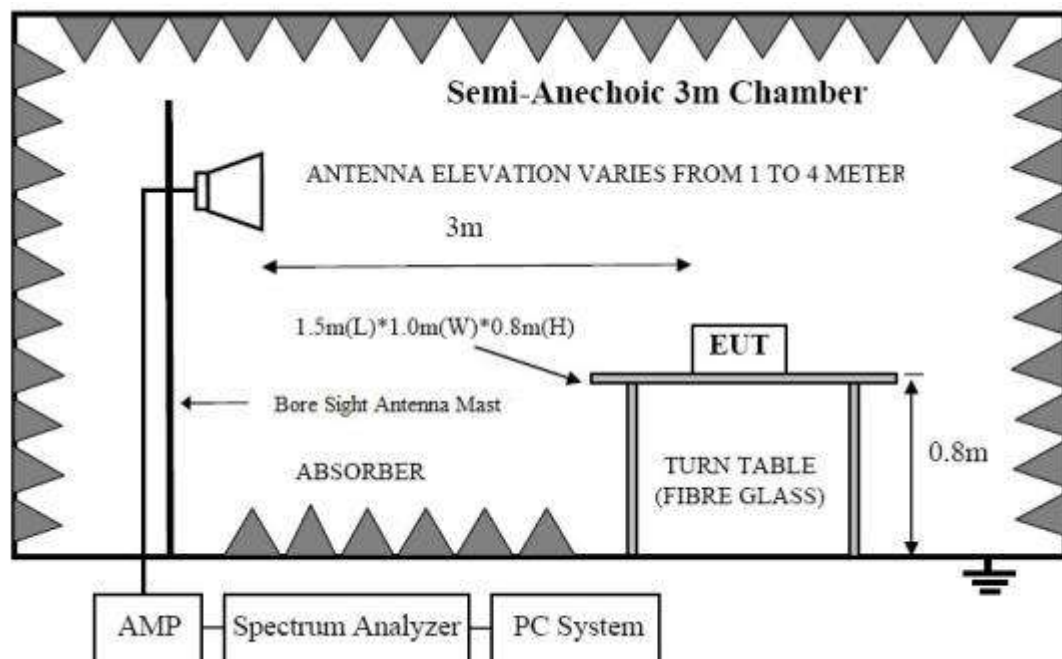 Semi-Anechoic 3m Chamber
ANTENNA ELEVATION VARIES FROM 1 TO 4 METER
3m
1.5m(L)*1.0m(W)*0.8m(H)
EUT
Bore Sight Antenna Mast
0.8m
ABSORBER
TURN TABLE
(FIBRE GLASS)
AMP
Spectrum Analyzer
PC System